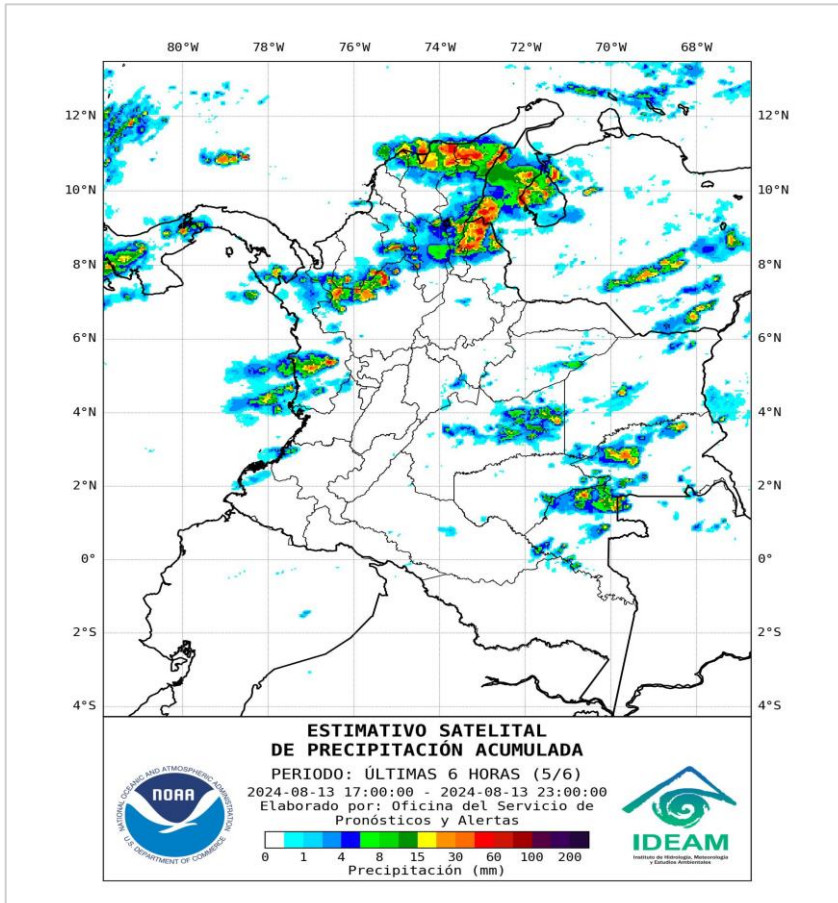 80°W 78°W 76°W 74°W 72°W 70°W 68°W
12°N 12°N
10°N 10°N
8°N 8°N
6°N 6°N
4°N 4°N
2°N 2°N
0° 0°
2°S 2°S
4°S 4°S
ESTIMATIVO SATELITAL
DE PRECIPITACIÓN ACUMULADA
PERIODO: ÚLTIMAS 6 HORAS (5/6)
2024-08-13 17:00:00 - 2024-08-13 23:00:00
Elaborado por: Oficina del Servicio de
Pronósticos y Alertas
0 1 4 8 15 30 60 100 200
Precipitación (mm)
NATIONAL OCEANIC AND ATMOSPHERIC ADMINISTRATION
NOAA
U.S. DEPARTMENT OF COMMERCE
IDEAM
Instituto de Hidrología, Meteorología
y Estudios Ambientales